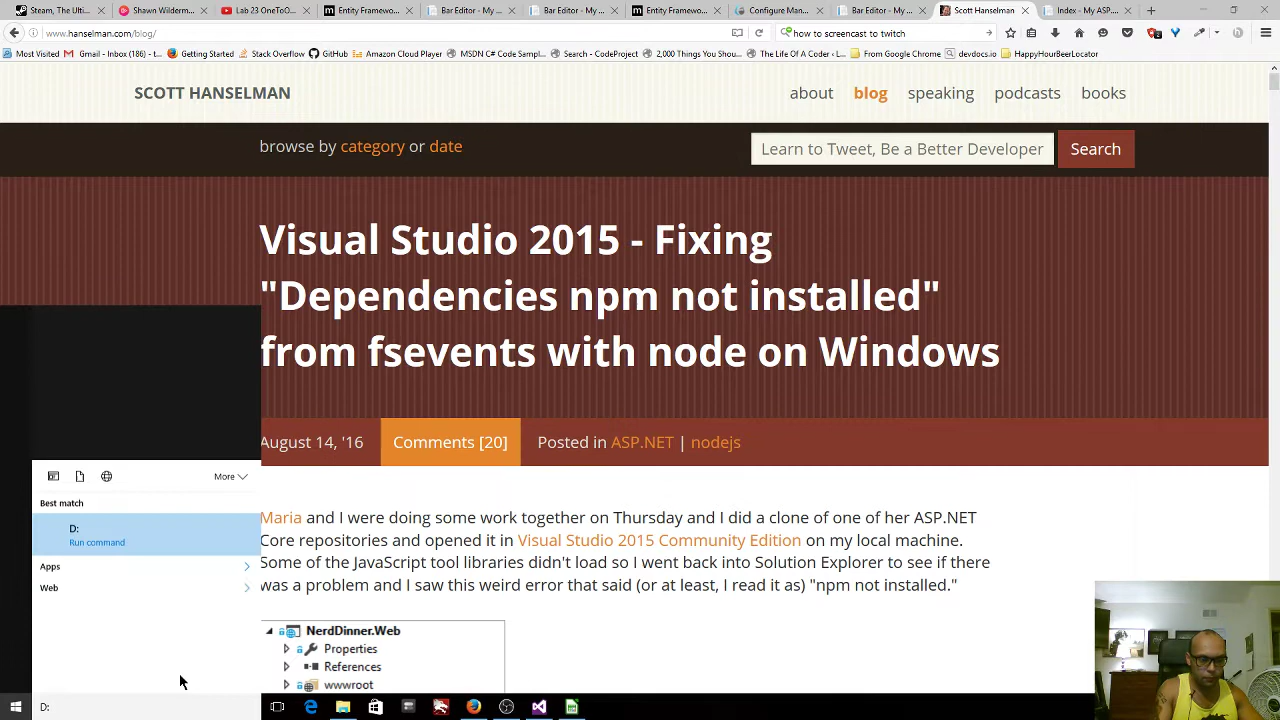 Bar Editor. - My ...
Shawn Wildermu...
Lab 23 OneToOn...
Entity Framew...
Bar Editor - My ...
Bar Editor - My ...
Entity Framew...
Configure Man...
Bar Editor - My ...
Scott Hanselman
Index - My ASP....
www.hanselman.com/blog/
how to screencast to twitch
Most Visited
Gmail - Inbox (186) - t...
Getting Started
Stack Overflow
GitHub
Amazon Cloud Player
MSDN C# Code Sampl...
Search - CodeProject
2,000 Things You Shou...
The Life Of A Coder - L...
From Google Chrome
devdocs.io
HappyHourBeerLocator
SCOTT HANSELMAN
about blog speaking podcasts books
browse by category or date
Learn to Tweet, Be a Better Developer
Search
Visual Studio 2015 - Fixing
"Dependencies npm not installed"
from fsevents with node on Windows
August 14, '16
Comments [20]
Posted in ASP.NET | nodejs
More
Best match
D:
Run command
Apps
Web
Maria and I were doing some work together on Thursday and I did a clone of one of her ASP.NET
Core repositories and opened it in Visual Studio 2015 Community Edition on my local machine.
Some of the JavaScript tool libraries didn't load so I went back into Solution Explorer to see if there
was a problem and I saw this weird error that said (or at least, I read it as) "npm not installed."
NerdDinner.Web
Properties
References
wwwroot
D: